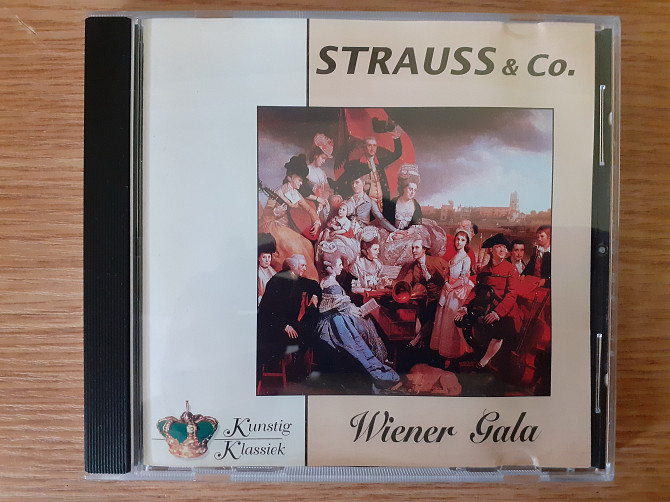 STRAUSS & Co.
Wiener Gala
Kunstig
Klassiek